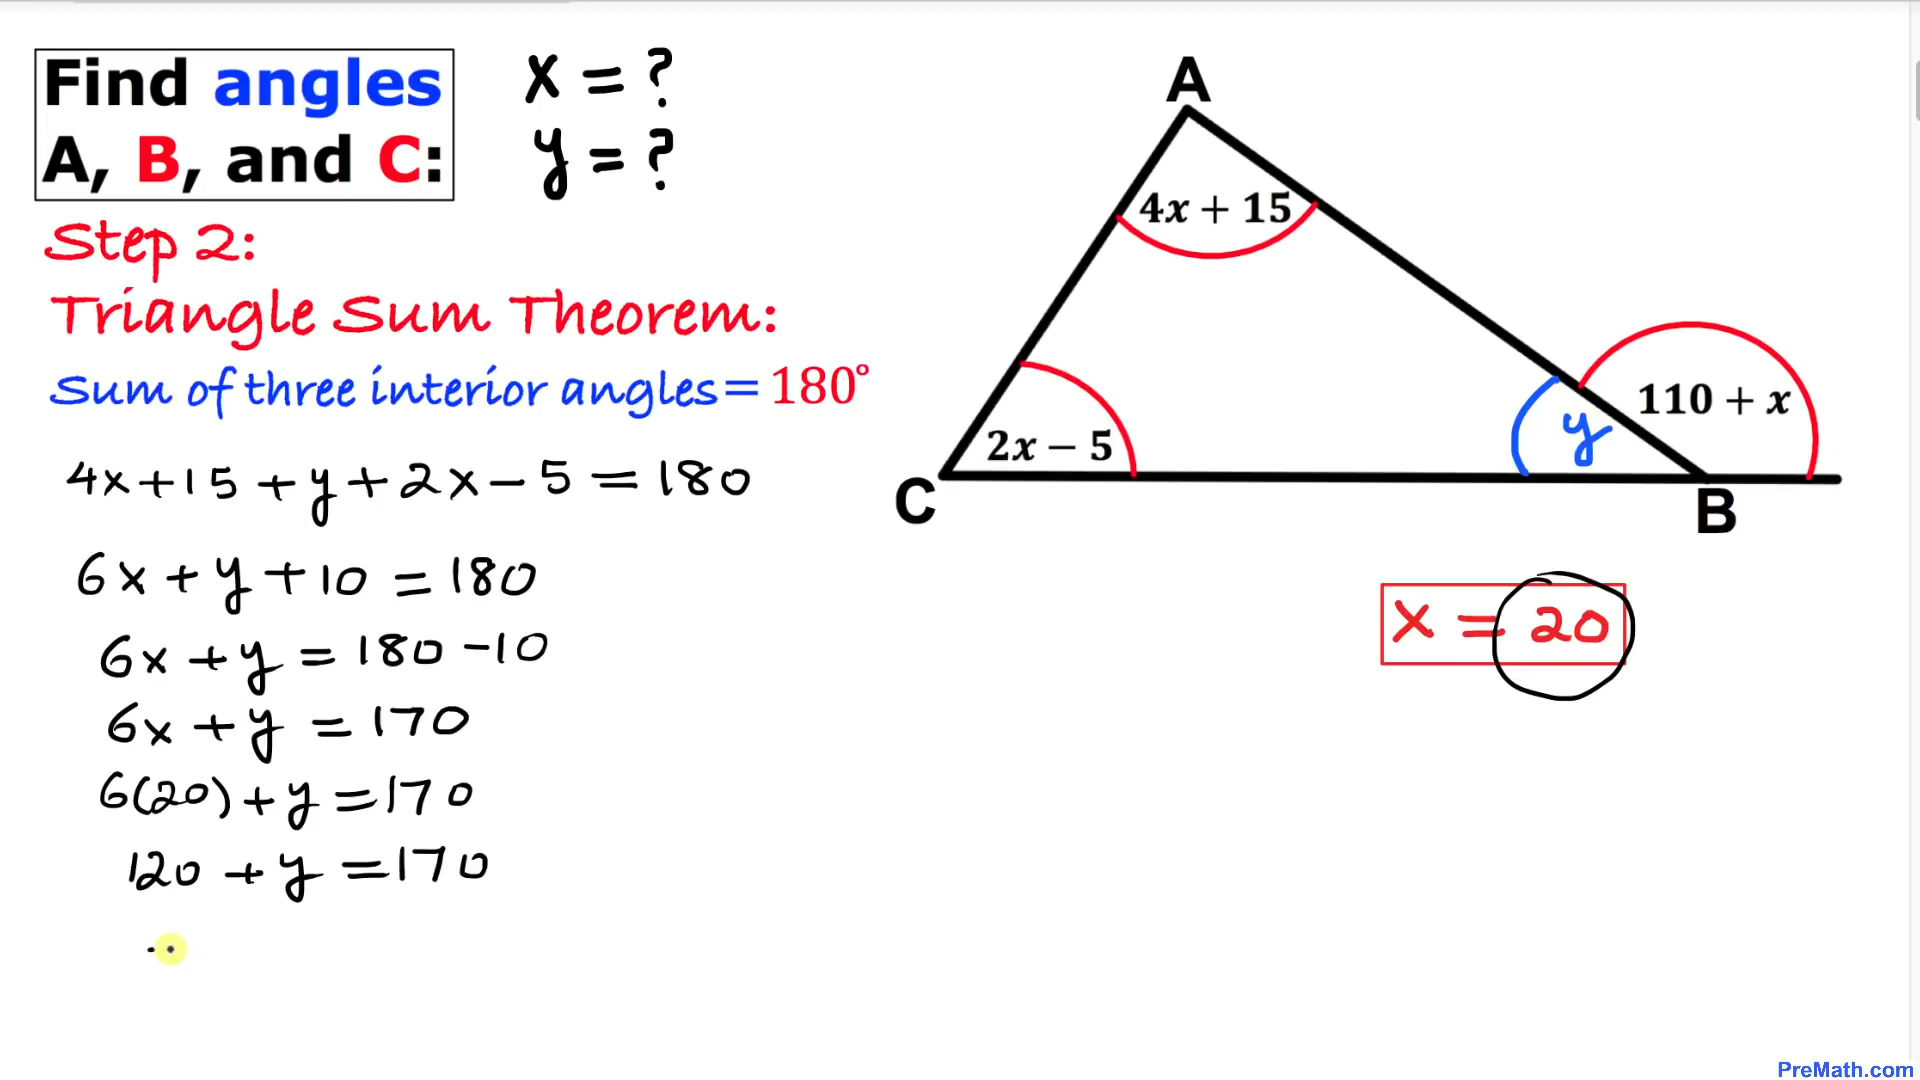 Find angles
A, B, and C:
x = ?
y = ?
Step 2:
Triangle Sum Theorem:
Sum of three interior angles = 180°
4x + 15 + y + 2x - 5 = 180
6x + y + 10 = 180
6x + y = 180 - 10
6x + y = 170
6(20) + y = 170
120 + y = 170
A
4x + 15
110 + x
y
2x − 5
C
B
x = 20
PreMath.com